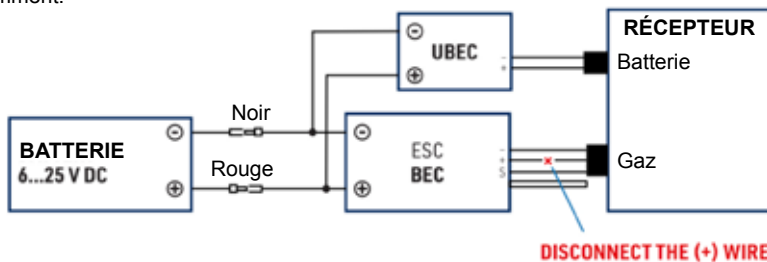 RÉCEPTEUR
UBEC
Batterie
Noir
BATTERIE
6...25 V DC
Rouge
ESC
BEC
-
+
S
Gaz
DISCONNECT THE (+) WIRE